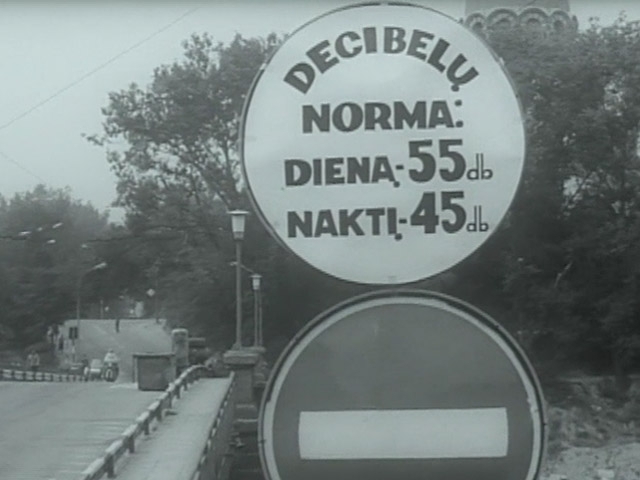 DECIBELŲ
NORMA:
DIENĄ-55db
NAKTĮ-45db